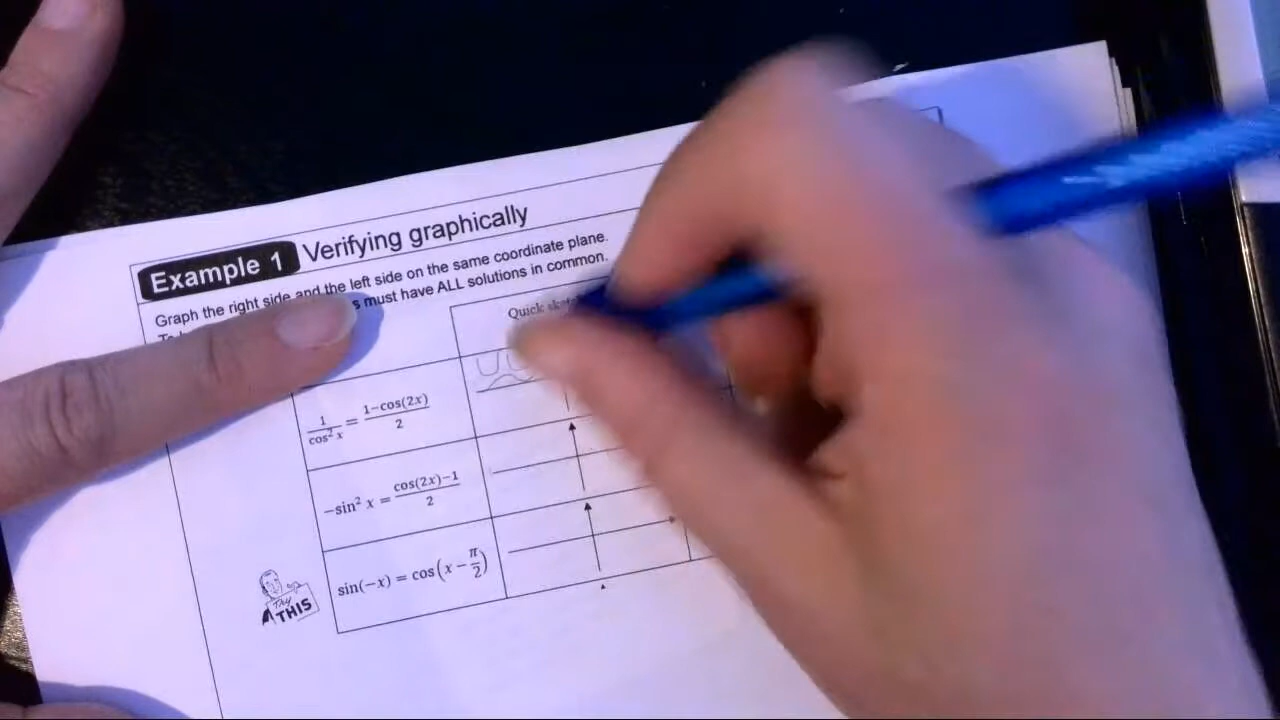 Example 1 Verifying graphically
Graph the right side and the left side on the same coordinate plane.
must have ALL solutions in common.
Quick
1/cos² x = 1−cos(2x)/2
−sin² x = cos(2x)−1/2
sin(−x) = cos(x − π/2)
TRY
THIS